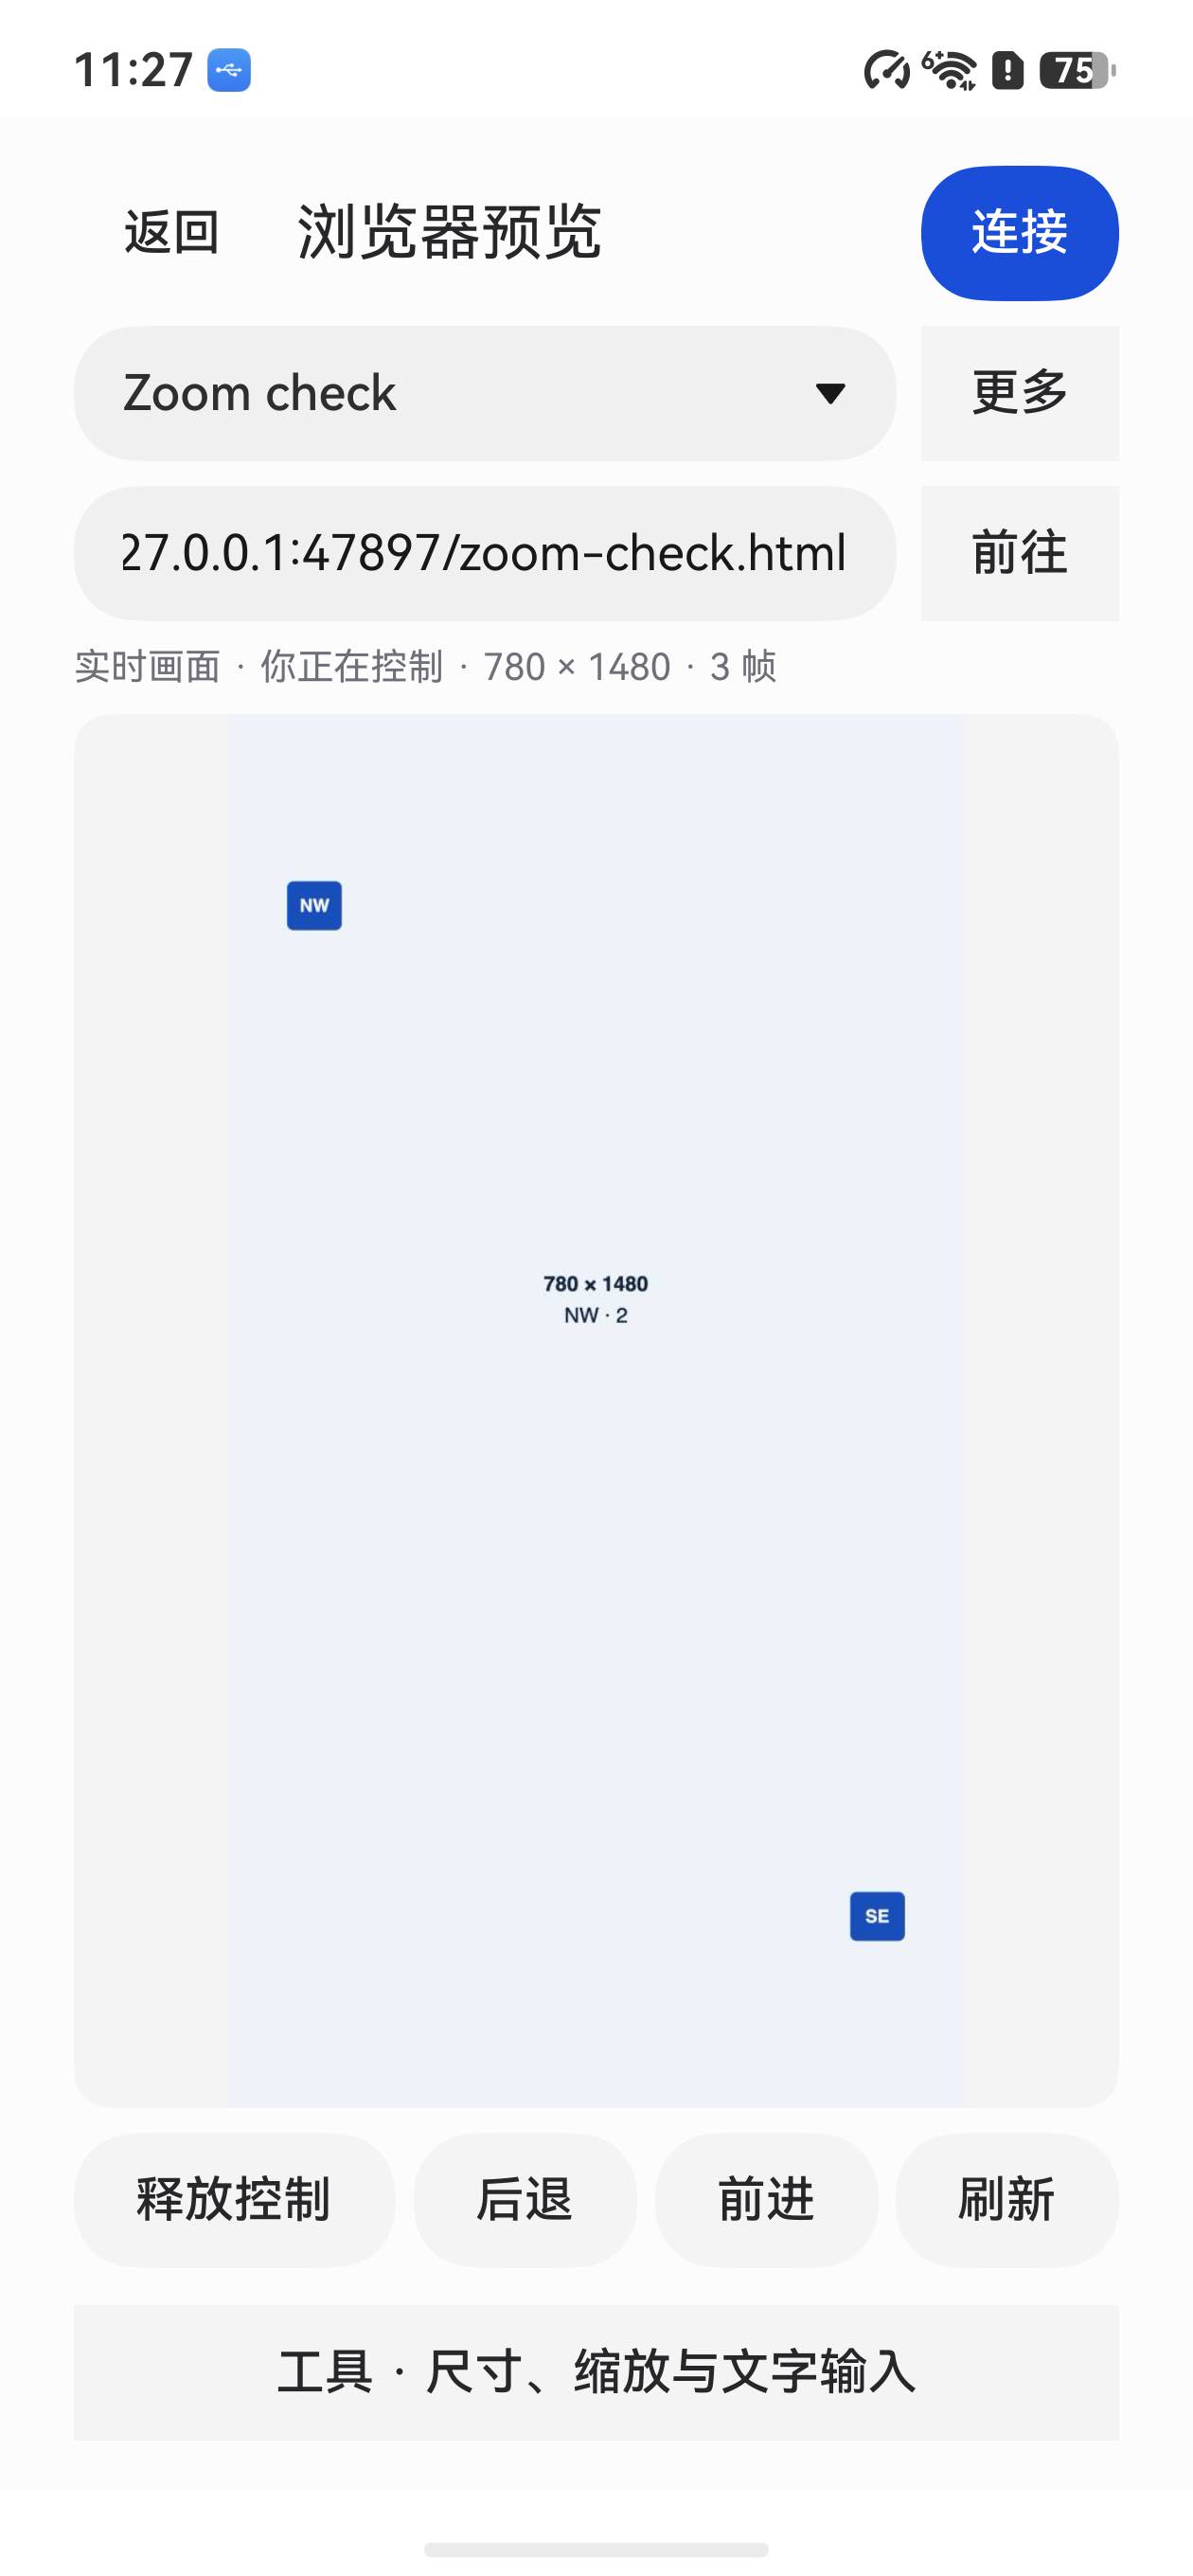 11:27
6+
75
返回 浏览器预览 连接
Zoom check 更多
27.0.0.1:47897/zoom-check.html 前往
实时画面 · 你正在控制 · 780 × 1480 · 3 帧
NW
780 × 1480
NW · 2
SE
释放控制 后退 前进 刷新
工具 · 尺寸、缩放与文字输入